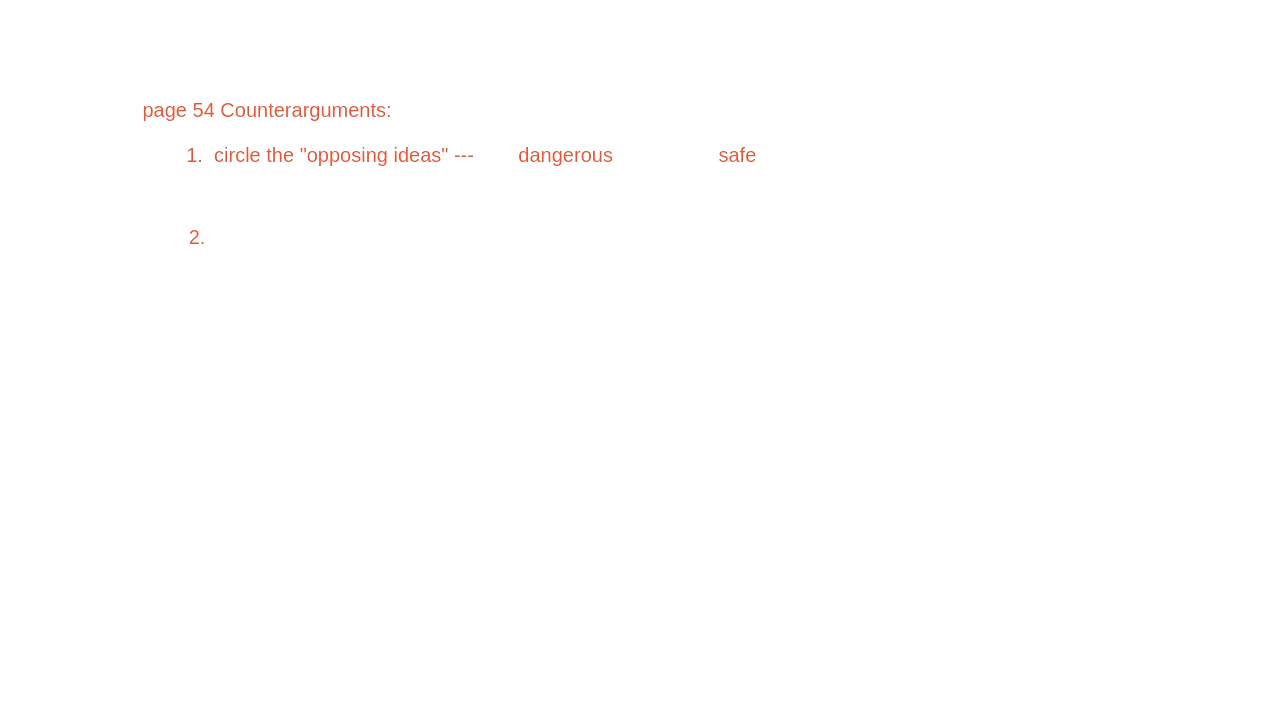 page 54 Counterarguments:
1. circle the "opposing ideas" --- dangerous safe
2.